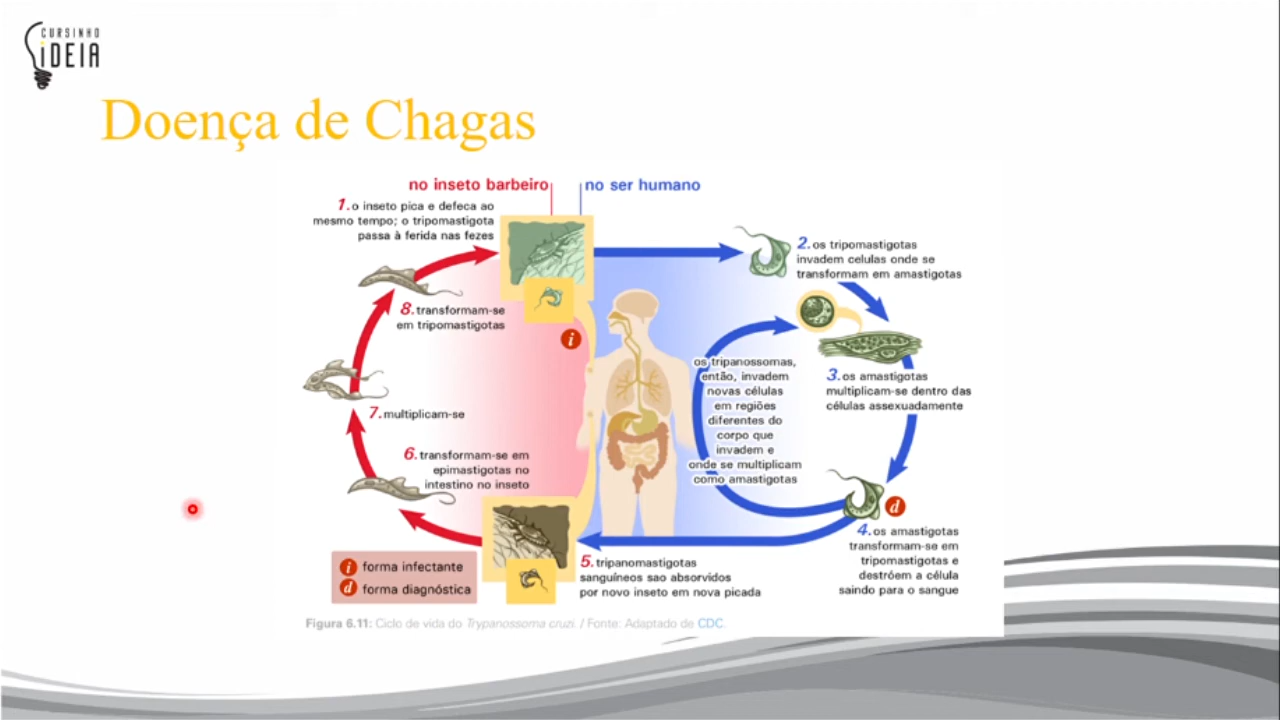 CURSINHO
iDEIA
Doença de Chagas
no inseto barbeiro
no ser humano
1. o inseto pica e defeca ao
mesmo tempo; o tripomastigota
passa à ferida nas fezes
2. os tripomastigotas
invadem celulas onde se
transformam em amastigotas
8. transformam-se
em tripomastigotas
i
os tripanossomas,
então, invadem
novas células
em regiões
diferentes do
corpo que
invadem e
onde se multiplicam
como amastigotas
3. os amastigotas
multiplicam-se dentro das
células assexuadamente
7. multiplicam-se
6. transformam-se em
epimastigotas no
intestino no inseto
d
4. os amastigotas
transformam-se em
tripomastigotas e
destróem a célula
saindo para o sangue
5. tripanomastigotas
sanguíneos sao absorvidos
por novo inseto em nova picada
i forma infectante
d forma diagnóstica
Figura 6.11: Ciclo de vida do Trypanossoma cruzi. / Fonte: Adaptado de CDC.